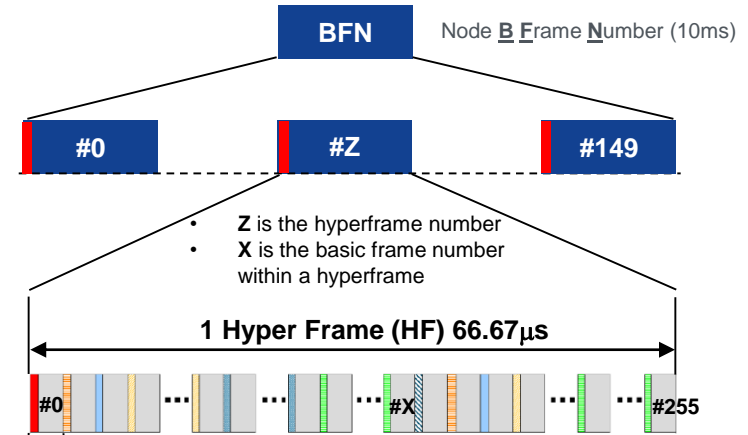 BFN
Node B Frame Number (10ms)
#0
#Z
#149
• Z is the hyperframe number
• X is the basic frame number
within a hyperframe
1 Hyper Frame (HF) 66.67μs
#0
#X
#255